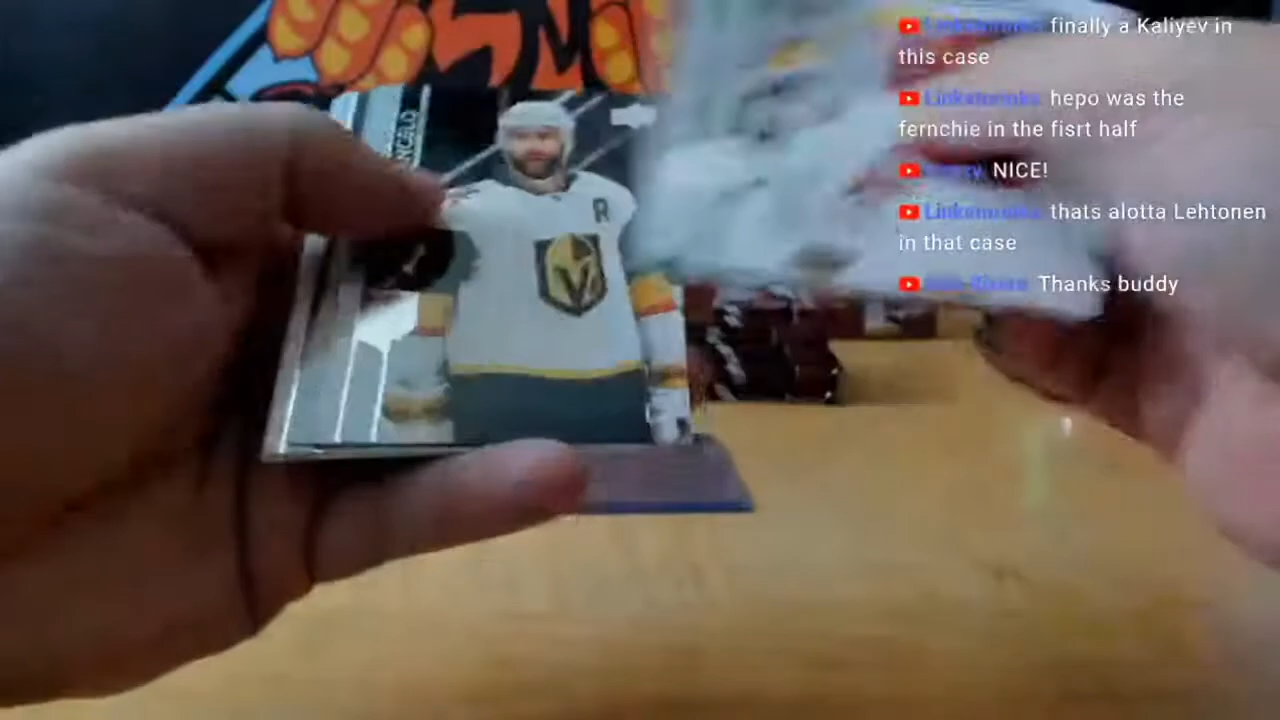 finally a Kaliyev in
this case
hepo was the
fernchie in the fisrt half
NICE!
thats alotta Lehtonen
in that case
Thanks buddy
R